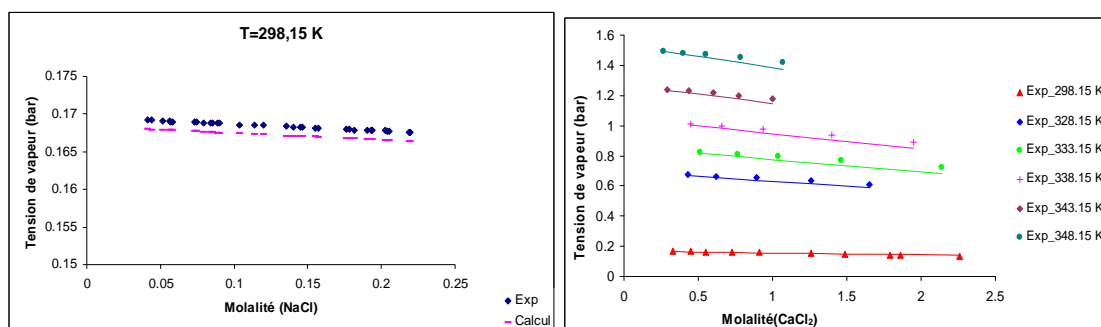 T=298,15 K
Tension de vapeur (bar)
0.175
0.17
0.165
0.16
0.155
0.15
0 0.05 0.1 0.15 0.2 0.25
Molalité (NaCl)
Exp
Calcul
Tension de vapeur (bar)
1.6
1.4
1.2
1
0.8
0.6
0.4
0.2
0
0 0.5 1 1.5 2 2.5
Molalité(CaCl2)
Exp_298.15 K
Exp_328.15 K
Exp_333.15 K
Exp_338.15 K
Exp_343.15 K
Exp_348.15 K